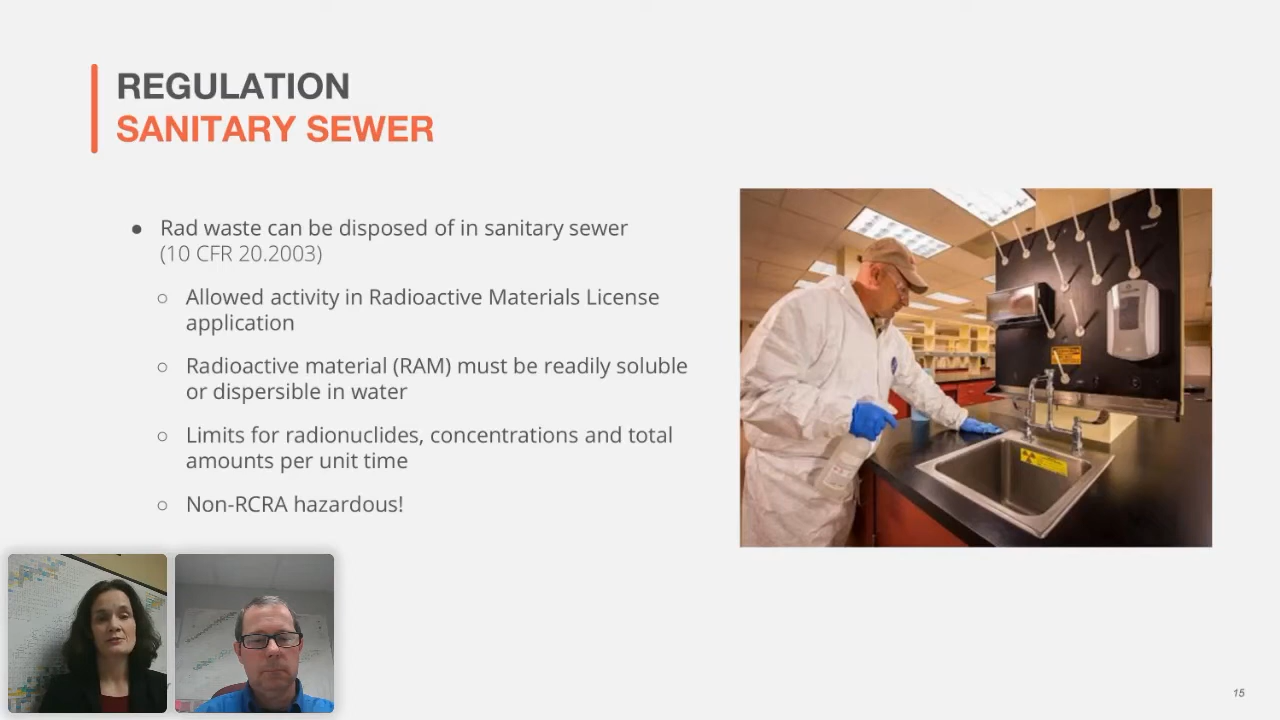 REGULATION
SANITARY SEWER
● Rad waste can be disposed of in sanitary sewer
(10 CFR 20.2003)
○ Allowed activity in Radioactive Materials License
application
○ Radioactive material (RAM) must be readily soluble
or dispersible in water
○ Limits for radionuclides, concentrations and total
amounts per unit time
○ Non-RCRA hazardous!
15